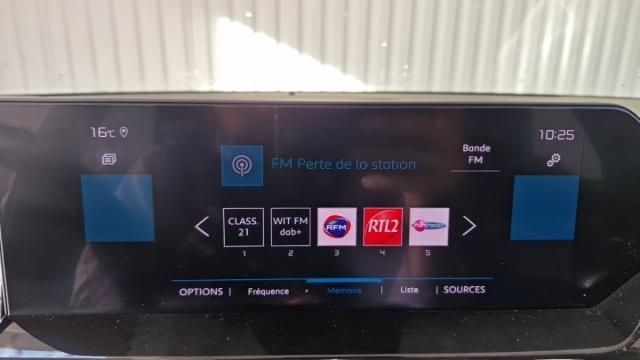 16°C
10:25
FM Perte de la station
Bande
FM
CLASS.
21
WIT FM
dab+
RFM
RTL2
1 2 3 4 5
OPTIONS | Fréquence • Mémoire | Liste | SOURCES